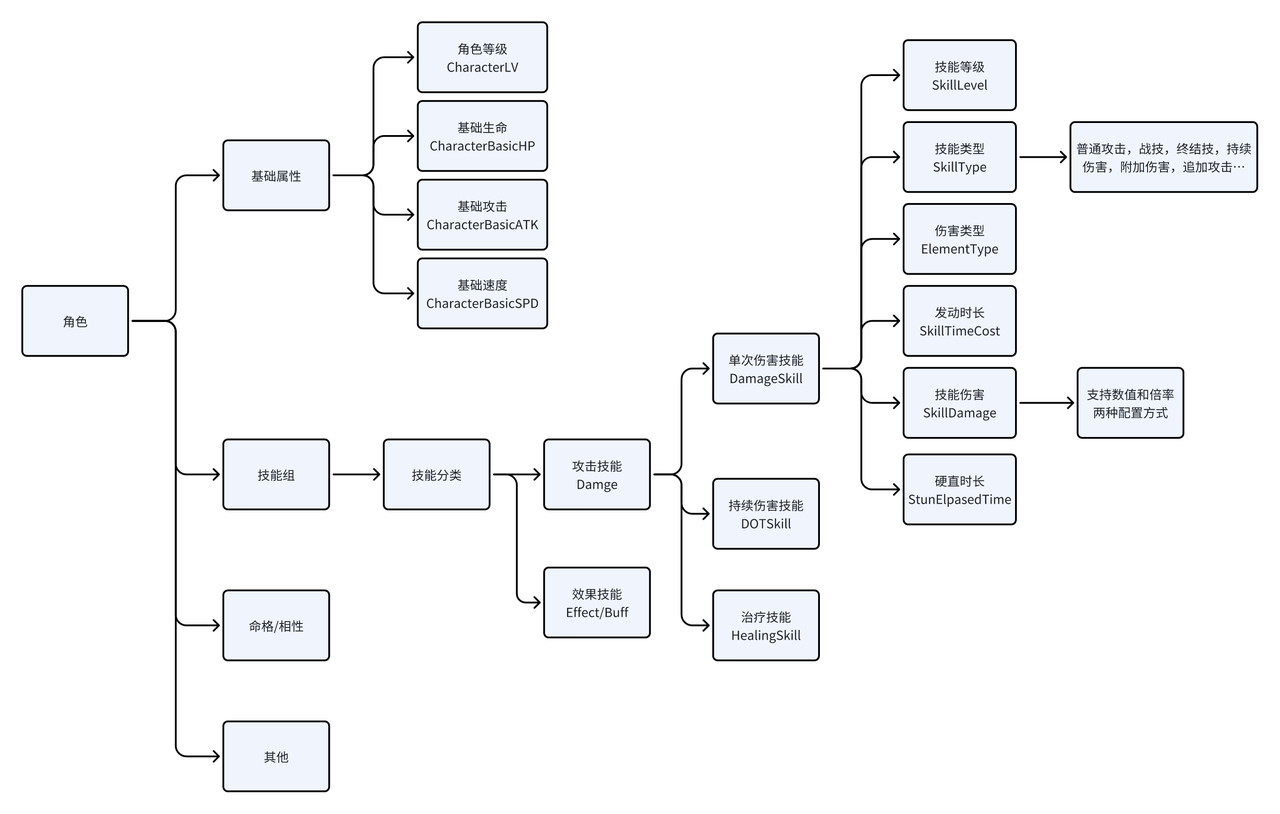 角色
基础属性
角色等级
CharacterLV
基础生命
CharacterBasicHP
基础攻击
CharacterBasicATK
基础速度
CharacterBasicSPD
技能组
技能分类
攻击技能
Damge
单次伤害技能
DamageSkill
技能等级
SkillLevel
技能类型
SkillType
普通攻击，战技，终结技，持续
伤害，附加伤害，追加攻击…
伤害类型
ElementType
发动时长
SkillTimeCost
技能伤害
SkillDamage
支持数值和倍率
两种配置方式
硬直时长
StunElpasedTime
持续伤害技能
DOTSkill
治疗技能
HealingSkill
效果技能
Effect/Buff
命格/相性
其他